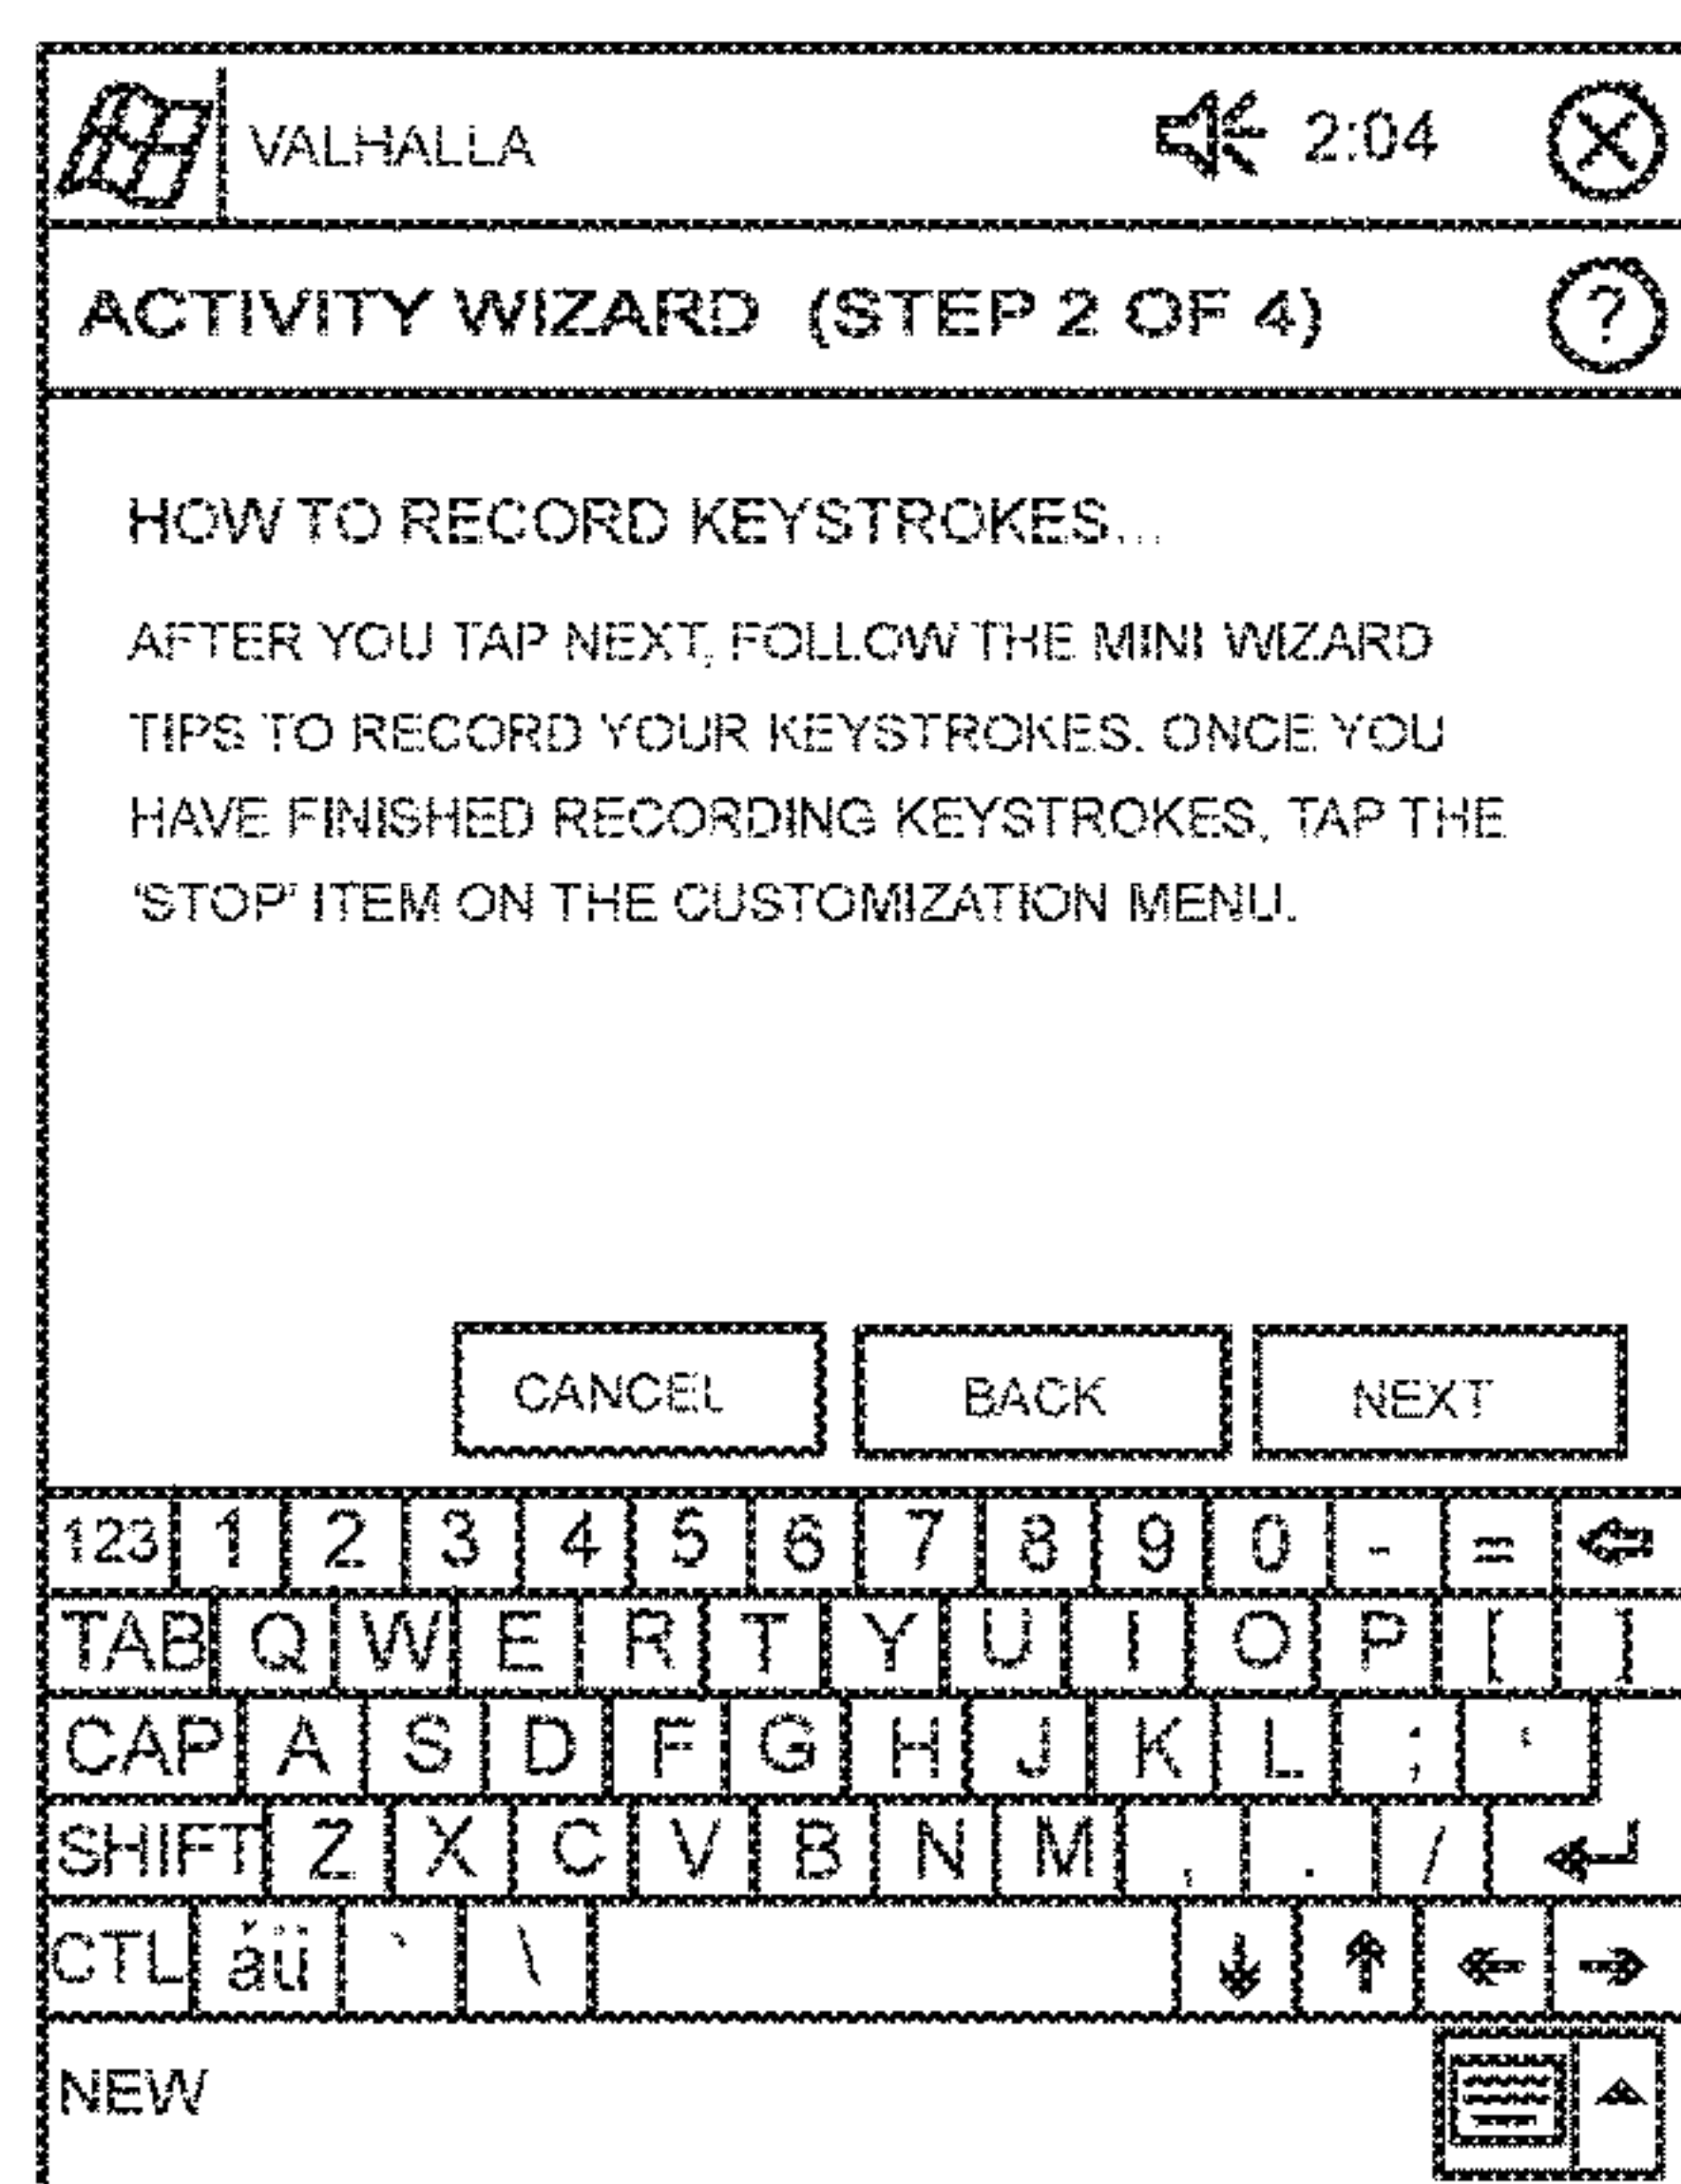 VALHALLA 2:04
ACTIVITY WIZARD (STEP 2 OF 4) ?
HOW TO RECORD KEYSTROKES...
AFTER YOU TAP NEXT, FOLLOW THE MINI WIZARD
TIPS TO RECORD YOUR KEYSTROKES. ONCE YOU
HAVE FINISHED RECORDING KEYSTROKES, TAP THE
'STOP' ITEM ON THE CUSTOMIZATION MENU.
CANCEL BACK NEXT
123 1 2 3 4 5 6 7 8 9 0 - =
TAB Q W E R T Y U I O P [ ]
CAP A S D F G H J K L ; '
SHIFT Z X C V B N M , . /
CTL áü ` \
NEW